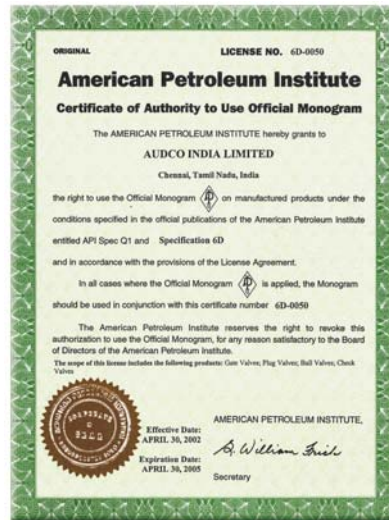 ORIGINAL
LICENSE NO. 6D-0050
American Petroleum Institute
Certificate of Authority to Use Official Monogram
The AMERICAN PETROLEUM INSTITUTE hereby grants to
AUDCO INDIA LIMITED
Chennai, Tamil Nadu, India
the right to use the Official Monogram on manufactured products under the
conditions specified in the official publications of the American Petroleum Institute
entitled API Spec Q1 and Specification 6D
and in accordance with the provisions of the License Agreement.
In all cases where the Official Monogram is applied, the Monogram
should be used in conjunction with this certificate number 6D-0050
The American Petroleum Institute reserves the right to revoke this
authorization to use the Official Monogram, for any reason satisfactory to the Board
of Directors of the American Petroleum Institute.
The scope of this license includes the following products: Gate Valves; Plug Valves; Ball Valves; Check
Valves
Effective Date:
APRIL 30, 2002
Expiration Date:
APRIL 30, 2005
AMERICAN PETROLEUM INSTITUTE,
Secretary